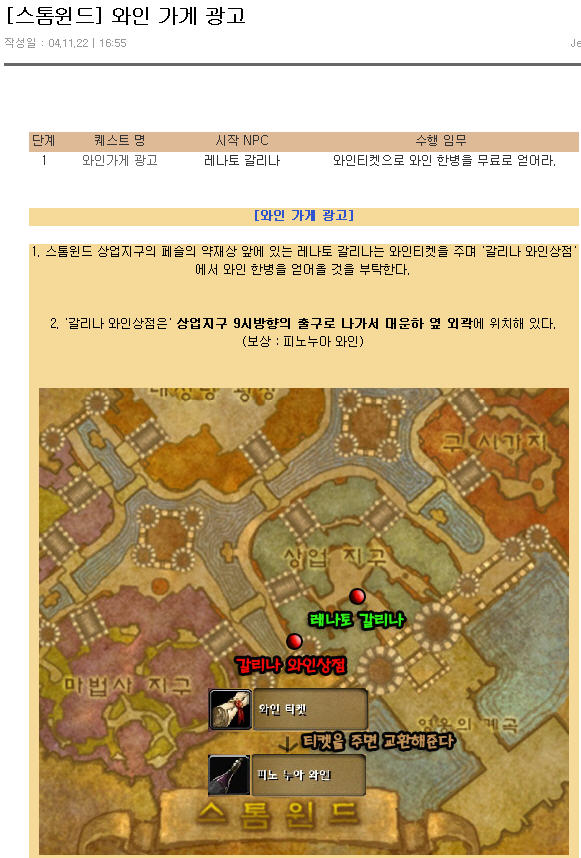 [스톰윈드] 와인 가게 광고
작성일 : 04.11.22 | 16:55
Je
단계 퀘스트 명 시작 NPC 수행 임무
1 와인가게 광고 레나토 갈리나 와인티켓으로 와인 한병을 무료로 얻어라.
[와인 가게 광고]
1. 스톰윈드 상업지구의 페슬의 약재상 앞에 있는 레나토 갈리나는 와인티켓을 주며 '갈리나 와인상점'
에서 와인 한병을 얻어올 것을 부탁한다.
2. '갈리나 와인상점은' 상업지구 9시방향의 출구로 나가서 대운하 옆 외곽에 위치해 있다.
(보상 : 피노누아 와인)
대성당 광장
구 시가지
상업 지구
레나토 갈리나
갈리나 와인상점
마법사 지구
와인 티켓
영웅의 계곡
티켓을 주면 교환해준다
피노 누아 와인
스톰윈드